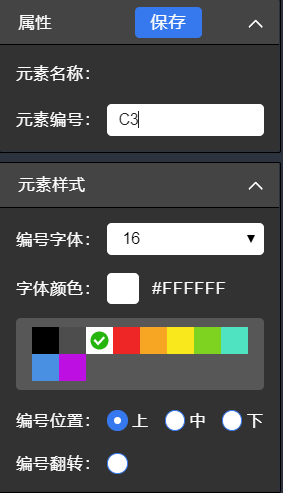 属性 保存
元素名称：
元素编号： C3
元素样式
编号字体： 16
字体颜色： #FFFFFF
编号位置： 上 中 下
编号翻转：